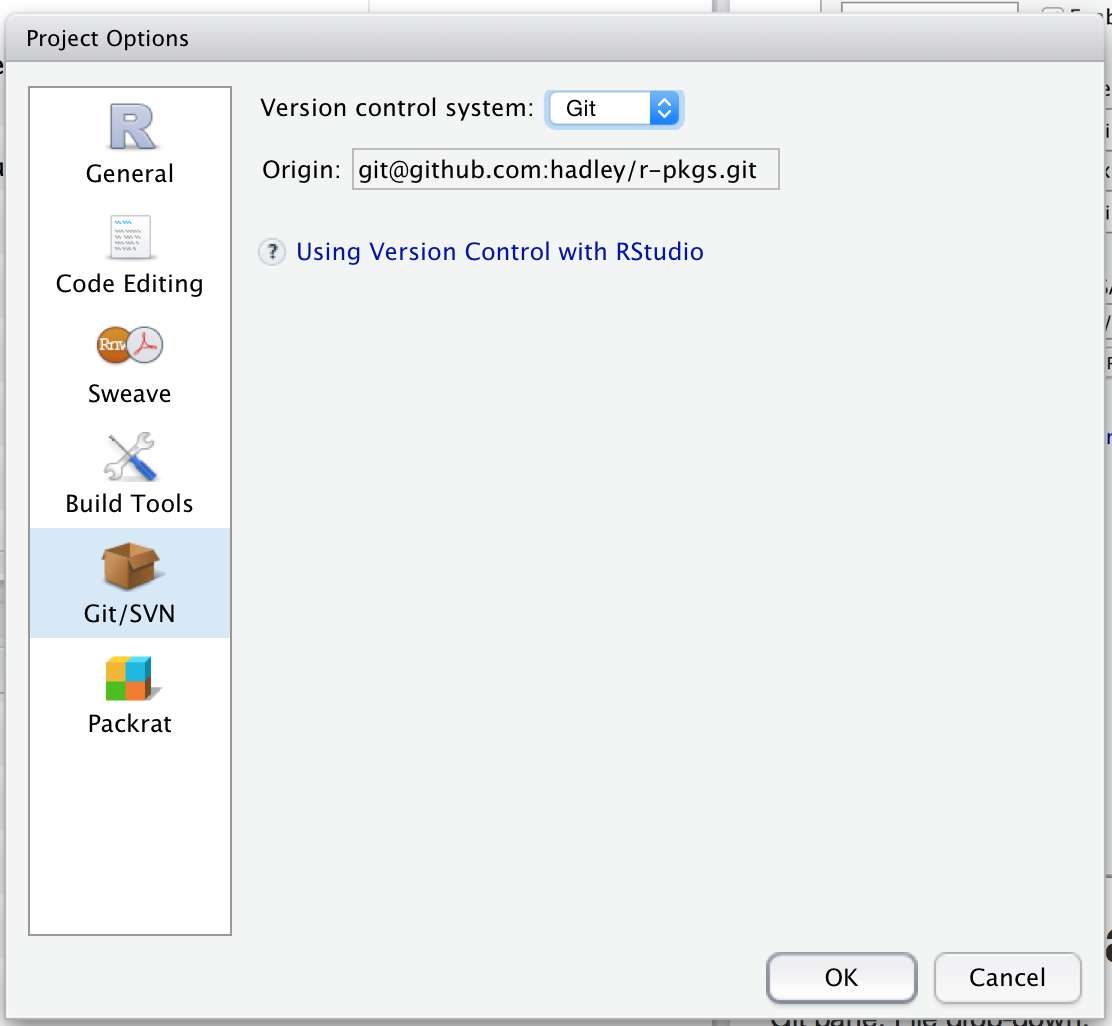 Project Options
General
Code Editing
Rnw
Sweave
Build Tools
Git/SVN
Packrat
Version control system: Git
Origin: git@github.com:hadley/r-pkgs.git
? Using Version Control with RStudio
OK
Cancel